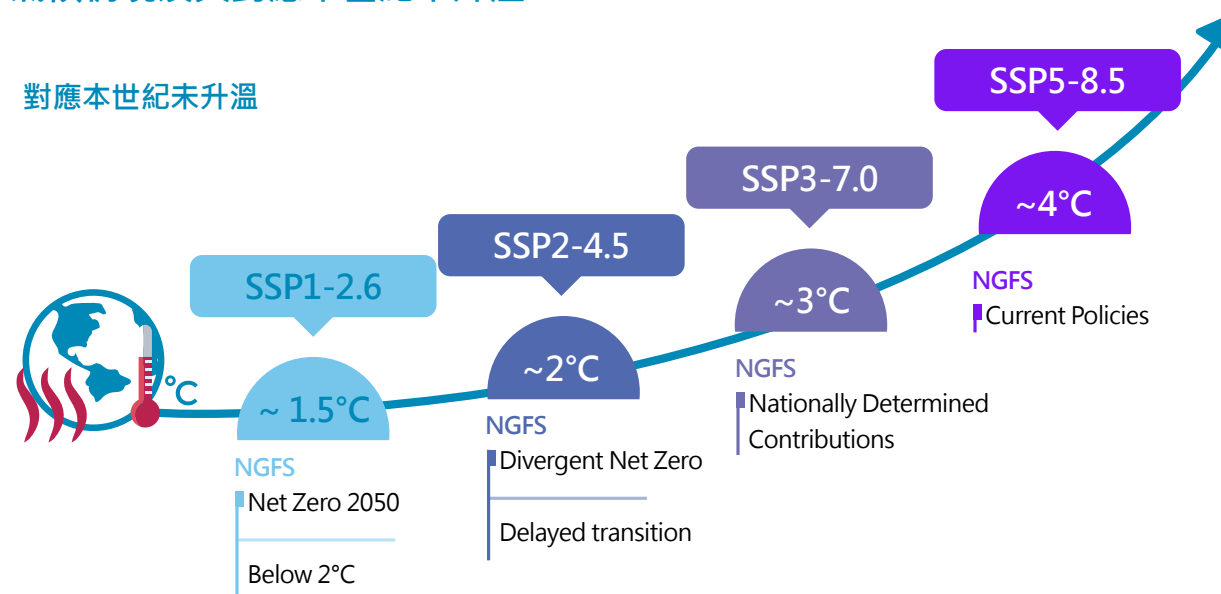 對應本世紀未升溫
SSP5-8.5
~4°C
NGFS
Current Policies
SSP3-7.0
~3°C
NGFS
Nationally Determined
Contributions
SSP2-4.5
~2°C
NGFS
Divergent Net Zero
Delayed transition
SSP1-2.6
~ 1.5°C
NGFS
Net Zero 2050
Below 2°C
°C